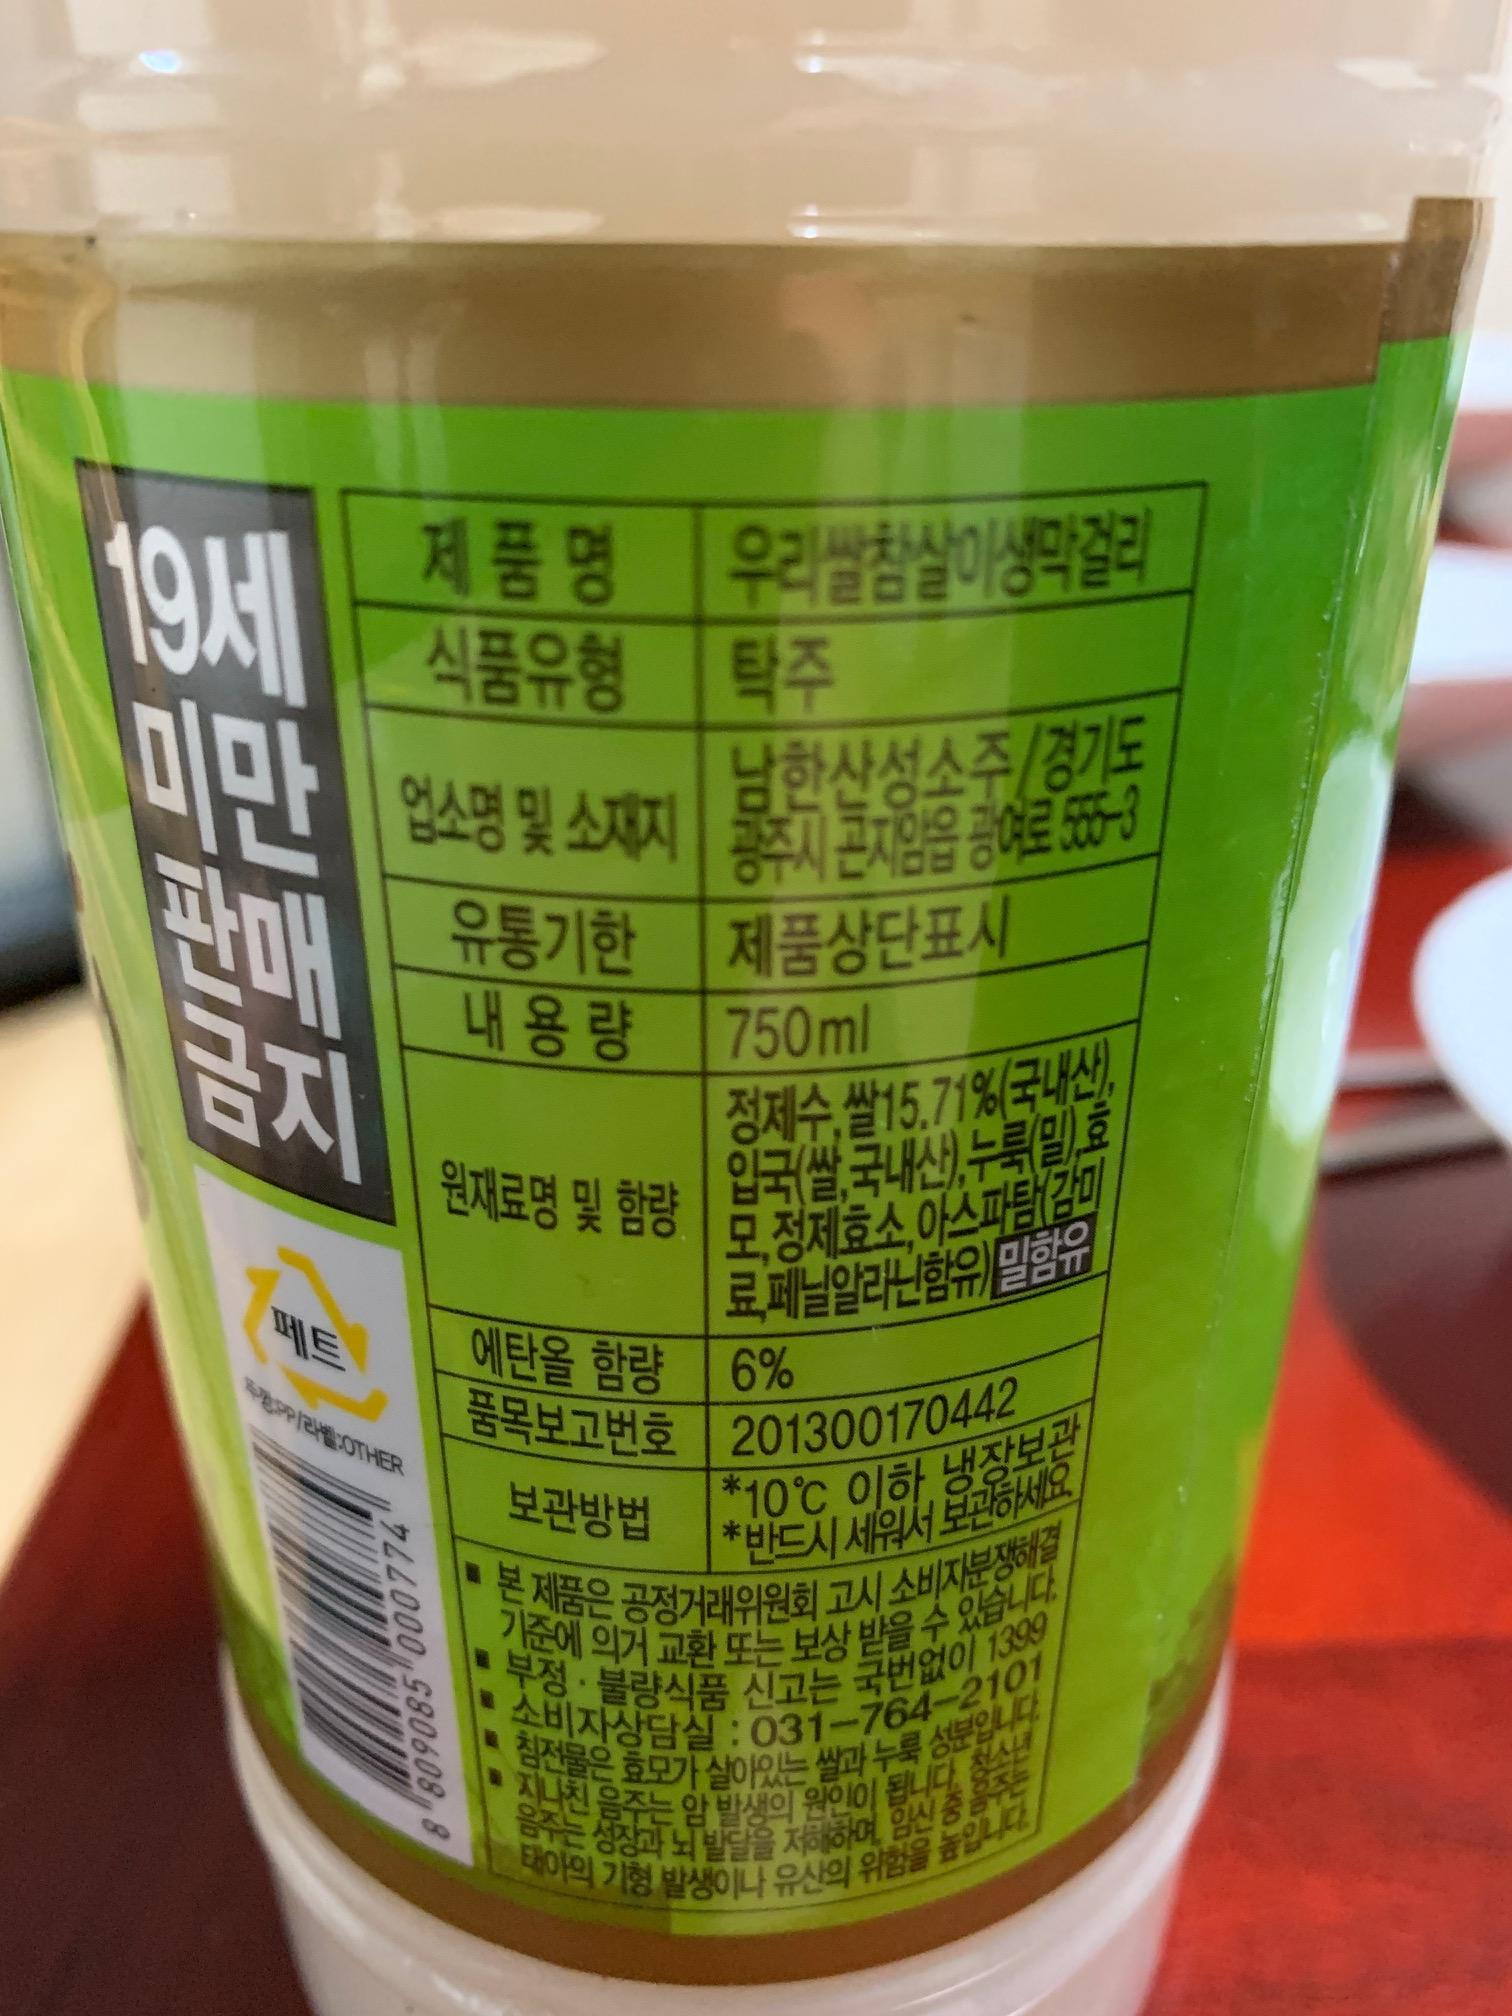 19세
미만
판매
금지
제품명 우리쌀참살이생막걸리
식품유형 탁주
업소명 및 소재지 남한산성소주/경기도
광주시 곤지암읍 광여로 555-3
유통기한 제품상단표시
내용량 750ml
원재료명 및 함량 정제수,쌀15.71%(국내산),
입국(쌀,국내산),누룩(밀),효
모,정제효소,아스파탐(감미
료,페닐알라닌함유) 밀함유
에탄올 함량 6%
품목보고번호 201300170442
보관방법 *10℃ 이하 냉장보관
*반드시 세워서 보관하세요
■ 본 제품은 공정거래위원회 고시 소비자분쟁해결
기준에 의거 교환 또는 보상 받을 수 있습니다.
■ 부정·불량식품 신고는 국번없이 1399
■ 소비자상담실 : 031-764-2101
■ 침전물은 효모가 살아있는 쌀과 누룩 성분입니다.
■ 지나친 음주는 암 발생의 원인이 됩니다. 청소년
음주는 성장과 뇌 발달을 저해하며, 임신 중 음주는
태아의 기형 발생이나 유산의 위험을 높입니다.
페트
뚜껑:PP/라벨:OTHER
8 809085 000774